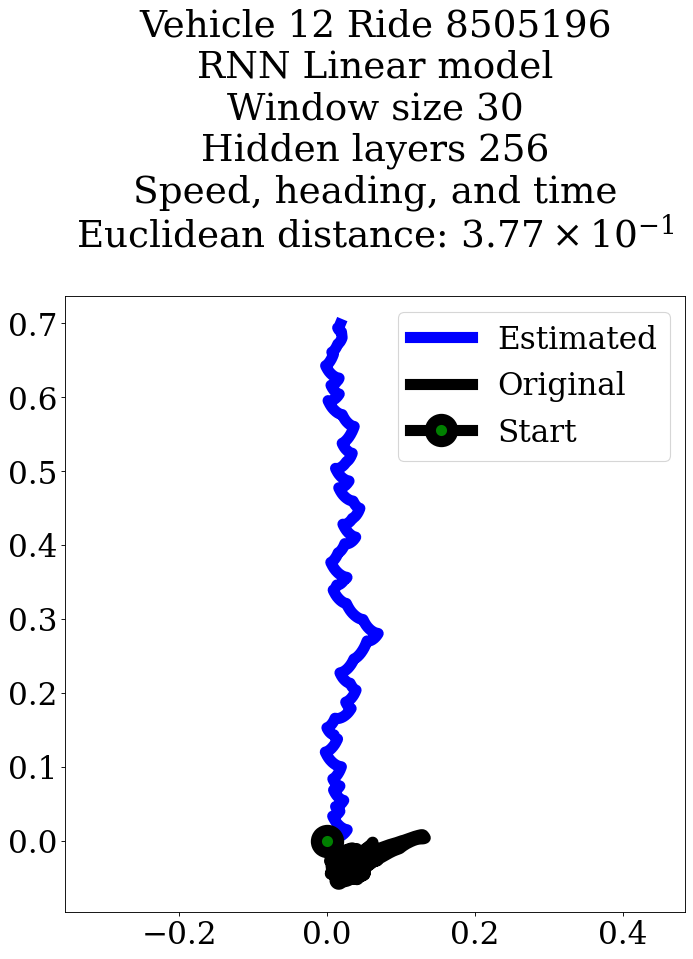 Vehicle 12 Ride 8505196
RNN Linear model
Window size 30
Hidden layers 256
Speed, heading, and time
Euclidean distance: 3.77 × 10⁻¹
Estimated
Original
Start
0.7
0.6
0.5
0.4
0.3
0.2
0.1
0.0
−0.2
0.0
0.2
0.4